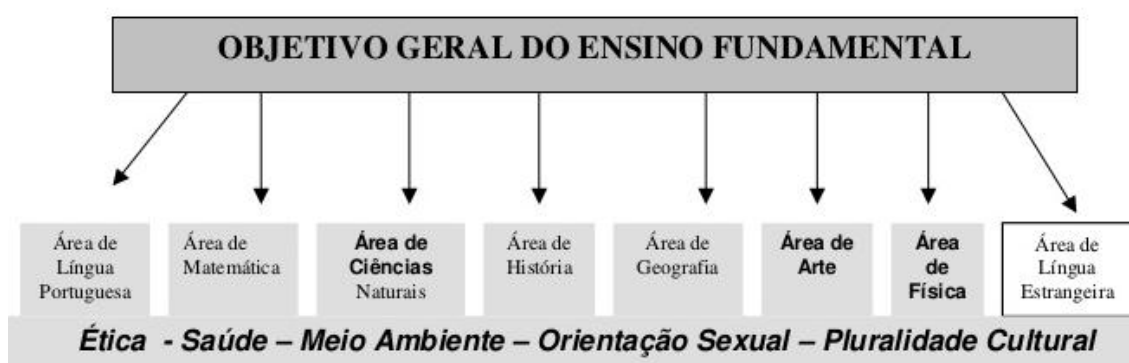 OBJETIVO GERAL DO ENSINO FUNDAMENTAL
Área de
Língua
Portuguesa
Área de
Matemática
Área de
Ciências
Naturais
Área de
História
Área de
Geografia
Área de
Arte
Área
de
Física
Área de
Língua
Estrangeira
Ética - Saúde – Meio Ambiente – Orientação Sexual – Pluralidade Cultural